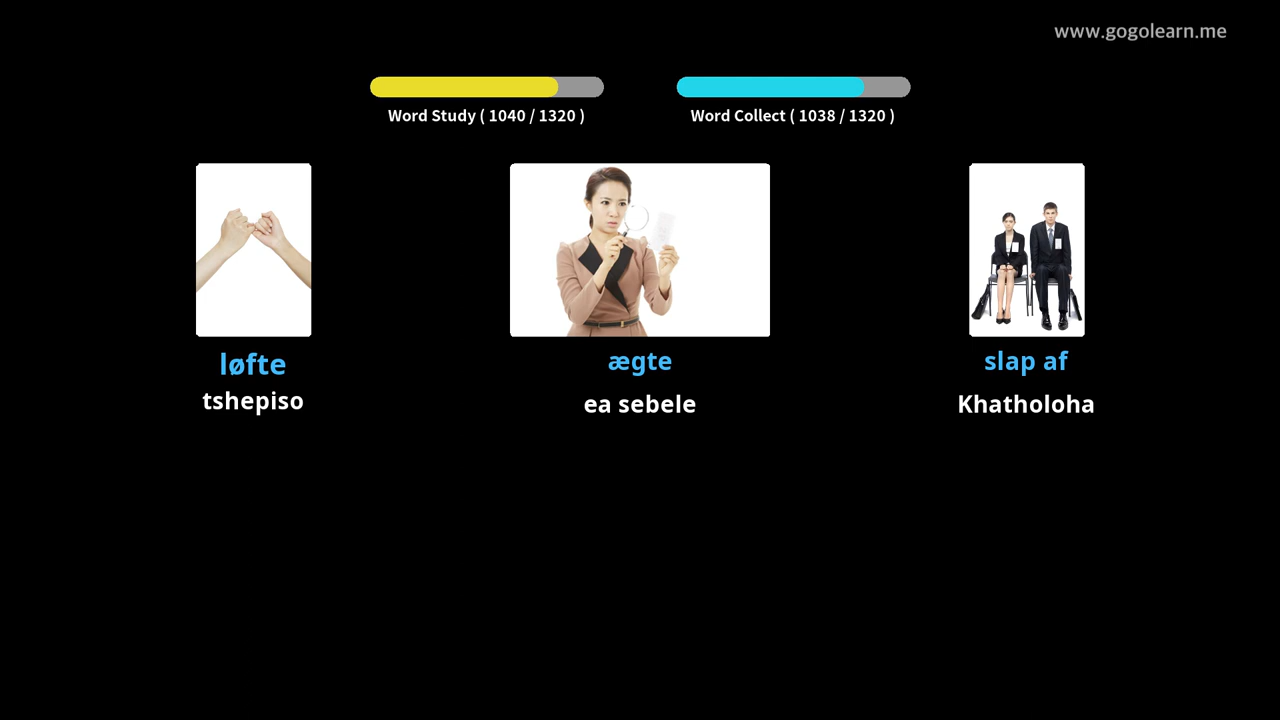 www.gogolearn.me
Word Study ( 1040 / 1320 )
Word Collect ( 1038 / 1320 )
løfte
tshepiso
ægte
ea sebele
slap af
Khatholoha